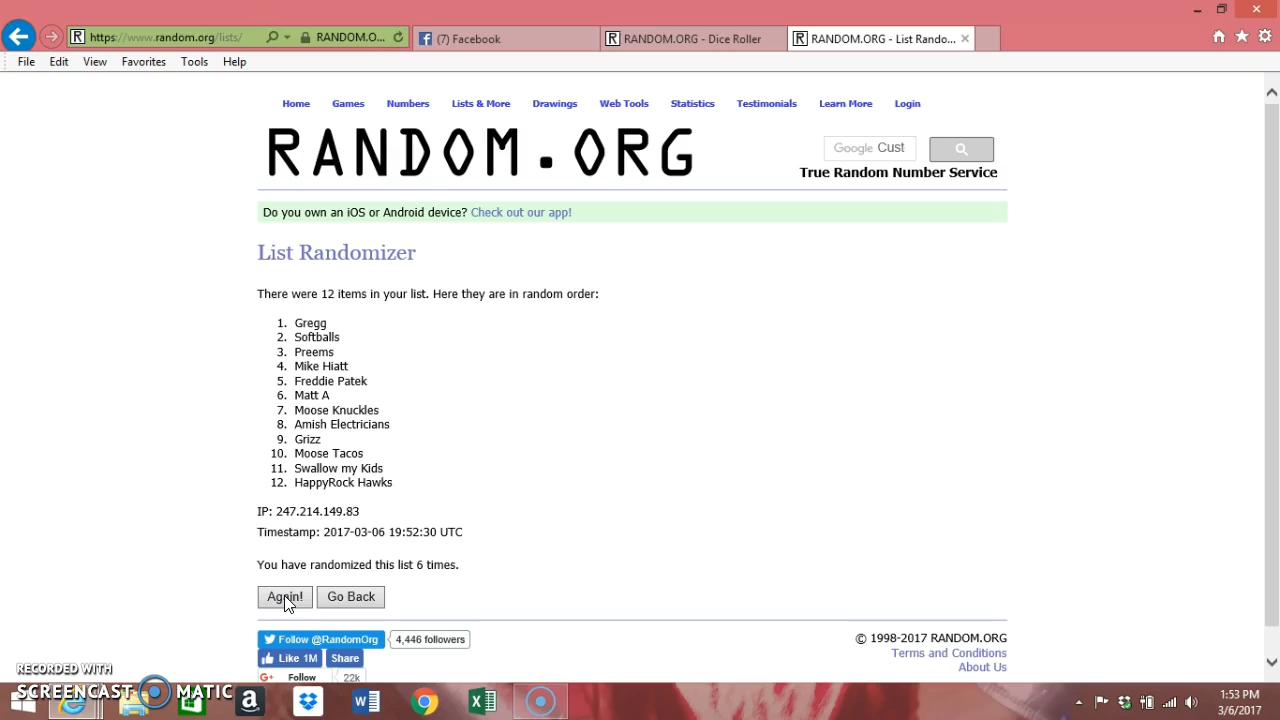 https://www.random.org/lists/
RANDOM.O...
(7) Facebook
RANDOM.ORG - Dice Roller
RANDOM.ORG - List Rando...
File Edit View Favorites Tools Help
Home Games Numbers Lists & More Drawings Web Tools Statistics Testimonials Learn More Login
RANDOM.ORG
Google Cust
True Random Number Service
Do you own an iOS or Android device? Check out our app!
List Randomizer
There were 12 items in your list. Here they are in random order:
1. Gregg
2. Softballs
3. Preems
4. Mike Hiatt
5. Freddie Patek
6. Matt A
7. Moose Knuckles
8. Amish Electricians
9. Grizz
10. Moose Tacos
11. Swallow my Kids
12. HappyRock Hawks
IP: 247.214.149.83
Timestamp: 2017-03-06 19:52:30 UTC
You have randomized this list 6 times.
Again! Go Back
Follow @RandomOrg 4,446 followers
Like 1M Share
Follow 22k
© 1998-2017 RANDOM.ORG
Terms and Conditions
About Us
RECORDED WITH
SCREENCAST MATIC
1:53 PM
3/6/2017